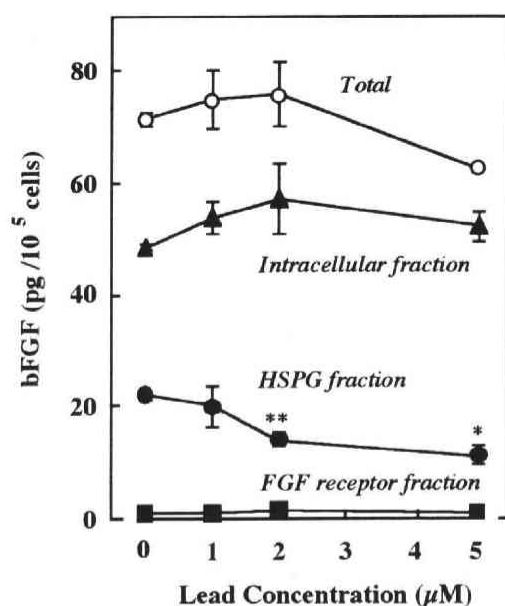 80
60
40
20
0
bFGF (pg /10 5 cells)
Total
Intracellular fraction
HSPG fraction
**
*
FGF receptor fraction
0 1 2 3 4 5
Lead Concentration (µM)